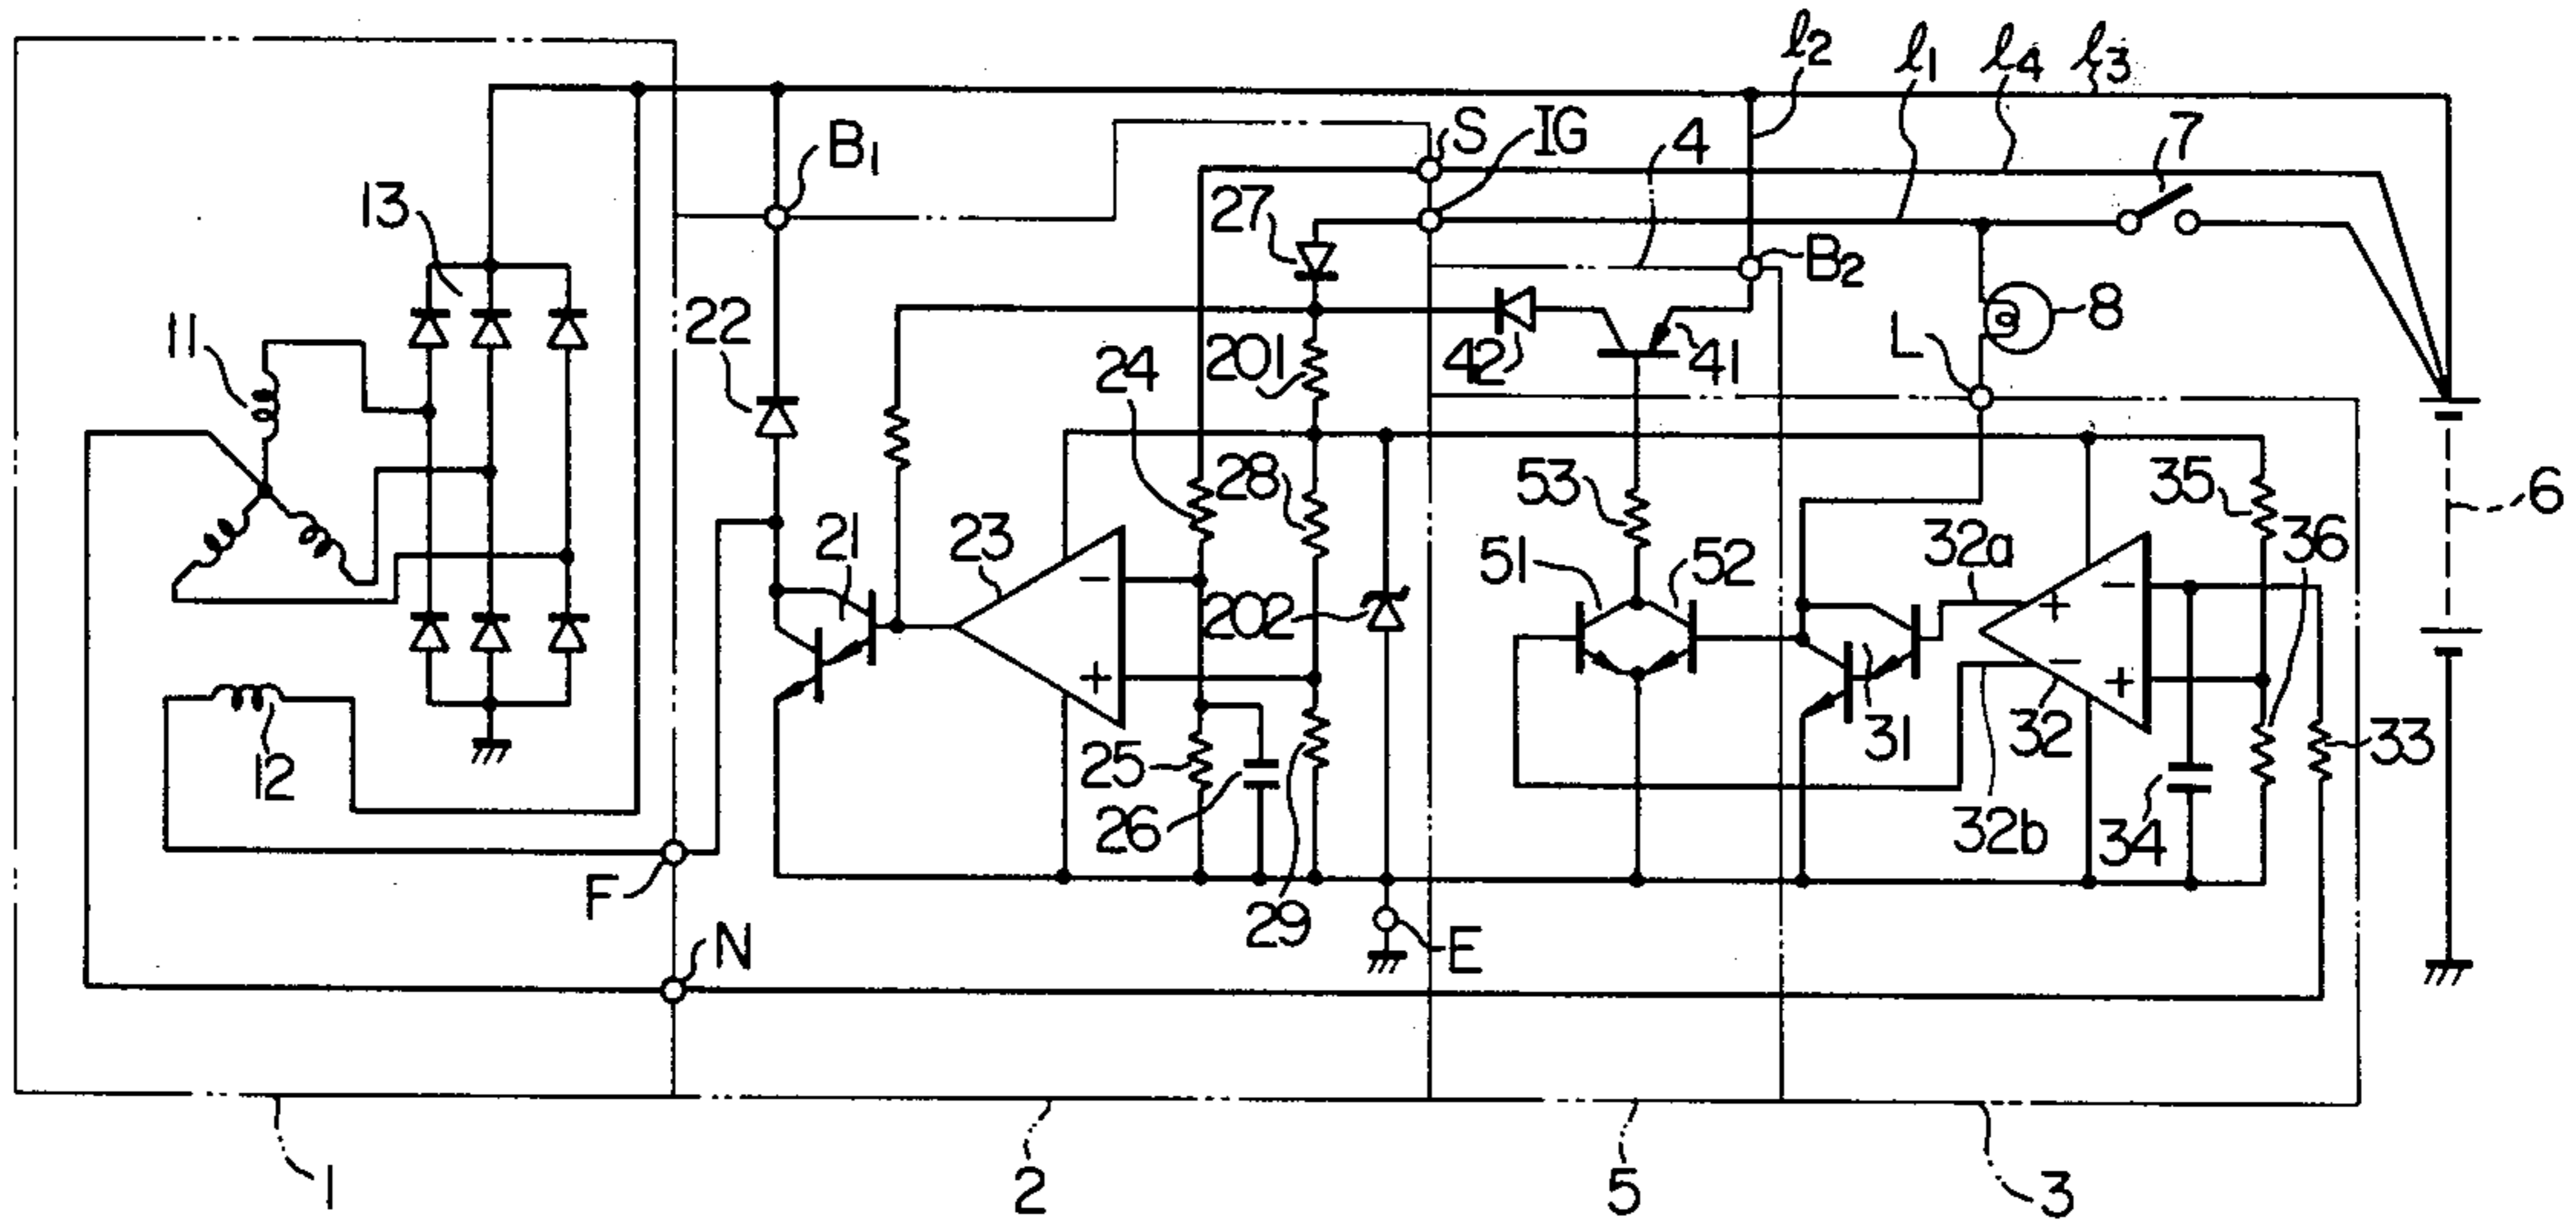 ℓ2 ℓ1 ℓ4 ℓ3
B1 S IG 4 7
13 27 B2
22 8
11 24 201 42 41 L
28 53 35 6
21 23 51 52 32a 36
202
+ − − +
+ −
12 25 31 32 33
26 32b 34
F 29
N E
1 2 5 3